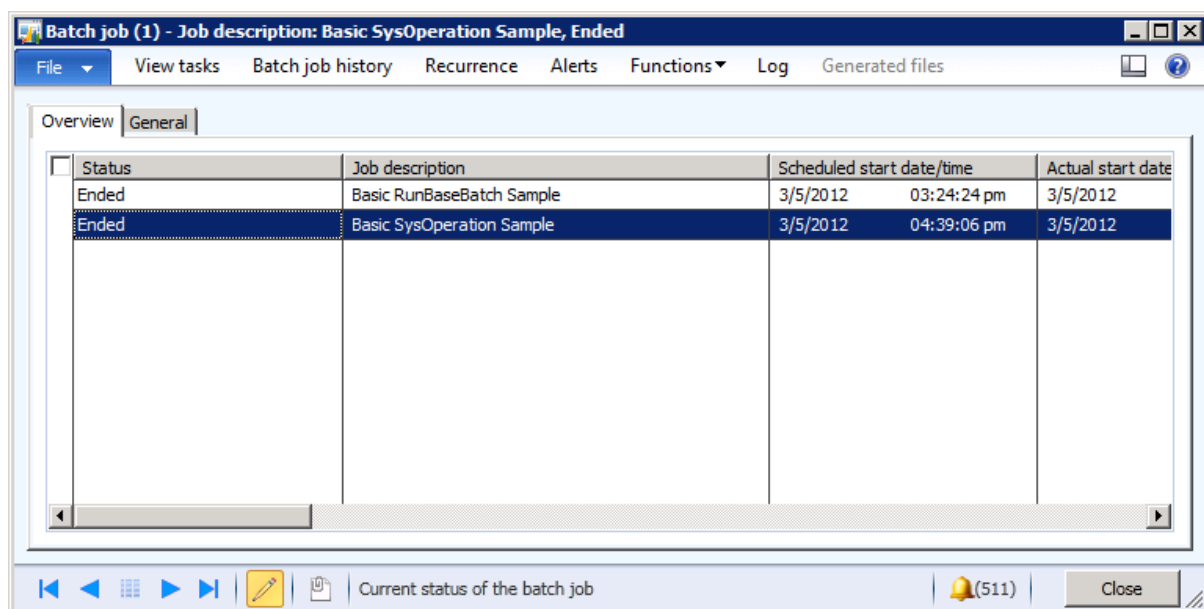 Batch job (1) - Job description: Basic SysOperation Sample, Ended
File View tasks Batch job history Recurrence Alerts Functions Log Generated files
Overview General
Status Job description Scheduled start date/time Actual start date
Ended Basic RunBaseBatch Sample 3/5/2012 03:24:24 pm 3/5/2012
Ended Basic SysOperation Sample 3/5/2012 04:39:06 pm 3/5/2012
Current status of the batch job (511) Close